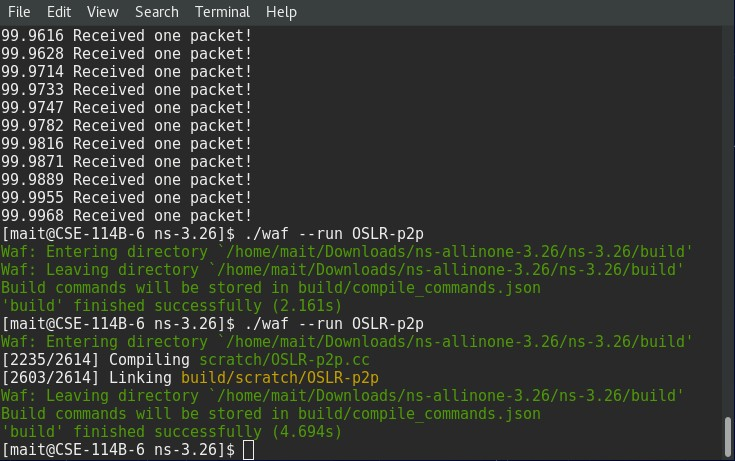 File Edit View Search Terminal Help
99.9616 Received one packet!
99.9628 Received one packet!
99.9714 Received one packet!
99.9733 Received one packet!
99.9747 Received one packet!
99.9782 Received one packet!
99.9816 Received one packet!
99.9871 Received one packet!
99.9889 Received one packet!
99.9955 Received one packet!
99.9968 Received one packet!
[mait@CSE-114B-6 ns-3.26]$ ./waf --run OSLR-p2p
Waf: Entering directory `/home/mait/Downloads/ns-allinone-3.26/ns-3.26/build'
Waf: Leaving directory `/home/mait/Downloads/ns-allinone-3.26/ns-3.26/build'
Build commands will be stored in build/compile_commands.json
'build' finished successfully (2.161s)
[mait@CSE-114B-6 ns-3.26]$ ./waf --run OSLR-p2p
Waf: Entering directory `/home/mait/Downloads/ns-allinone-3.26/ns-3.26/build'
[2235/2614] Compiling scratch/OSLR-p2p.cc
[2603/2614] Linking build/scratch/OSLR-p2p
Waf: Leaving directory `/home/mait/Downloads/ns-allinone-3.26/ns-3.26/build'
Build commands will be stored in build/compile_commands.json
'build' finished successfully (4.694s)
[mait@CSE-114B-6 ns-3.26]$